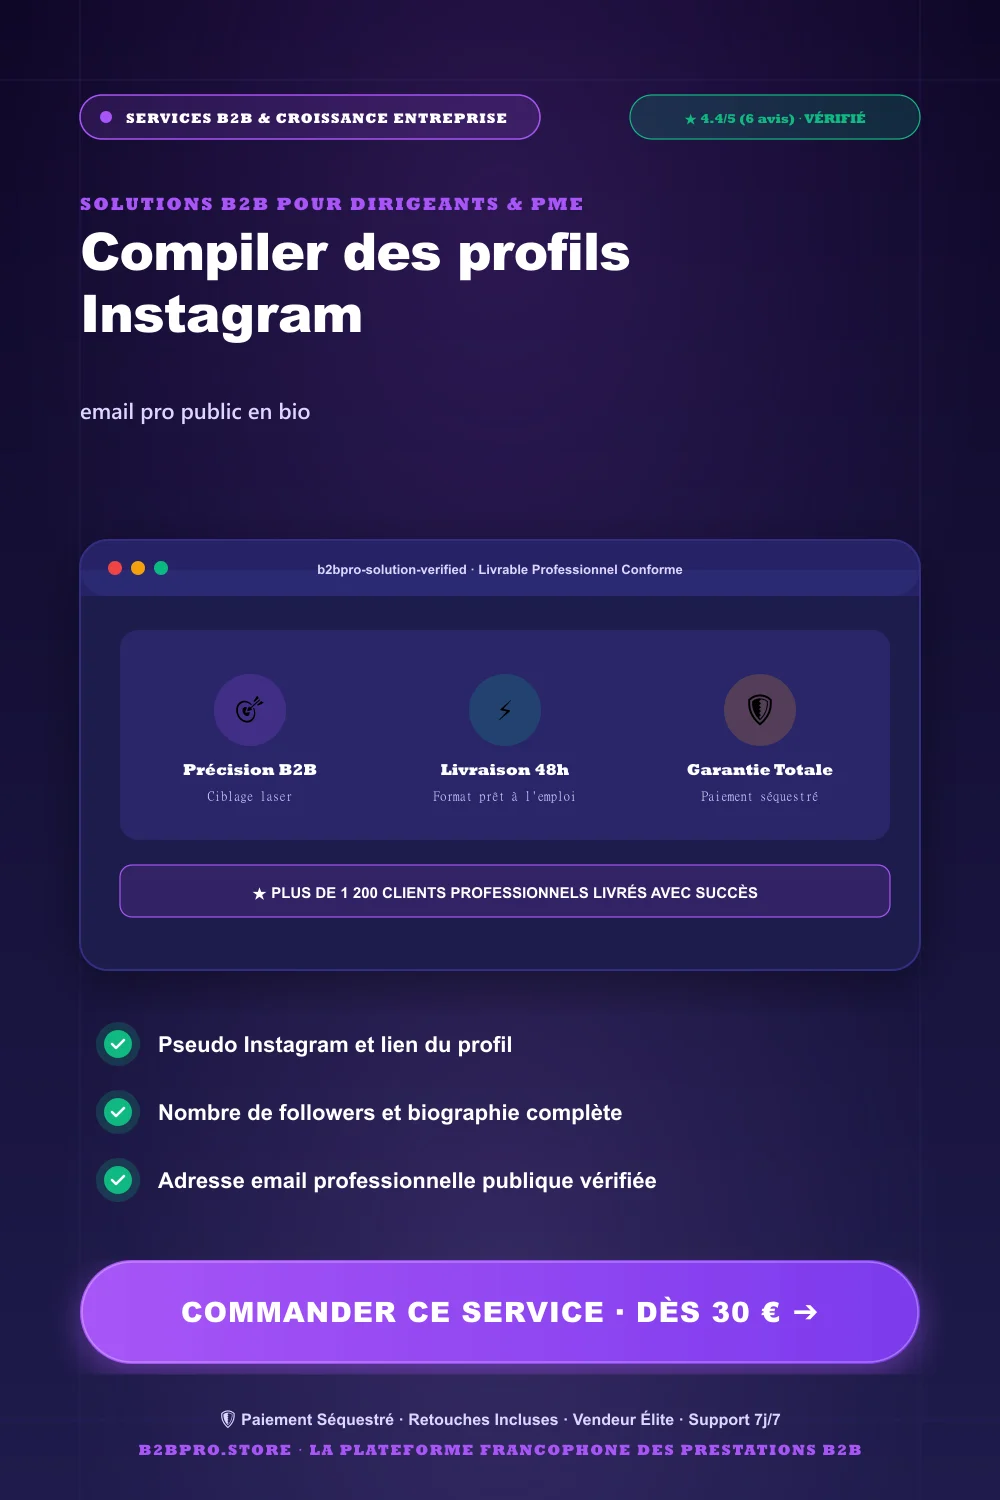 SERVICES B2B & CROISSANCE ENTREPRISE
★ 4.4/5 (6 avis) · VÉRIFIÉ
SOLUTIONS B2B POUR DIRIGEANTS & PME
Compiler des profils
Instagram
email pro public en bio
b2bpro-solution-verified · Livrable Professionnel Conforme
Précision B2B
Ciblage laser
Livraison 48h
Format prêt à l'emploi
Garantie Totale
Paiement séquestré
★ PLUS DE 1 200 CLIENTS PROFESSIONNELS LIVRÉS AVEC SUCCÈS
Pseudo Instagram et lien du profil
Nombre de followers et biographie complète
Adresse email professionnelle publique vérifiée
COMMANDER CE SERVICE · DÈS 30 € ➔
Paiement Séquestré · Retouches Incluses · Vendeur Élite · Support 7j/7
B2BPRO.STORE · LA PLATEFORME FRANCOPHONE DES PRESTATIONS B2B